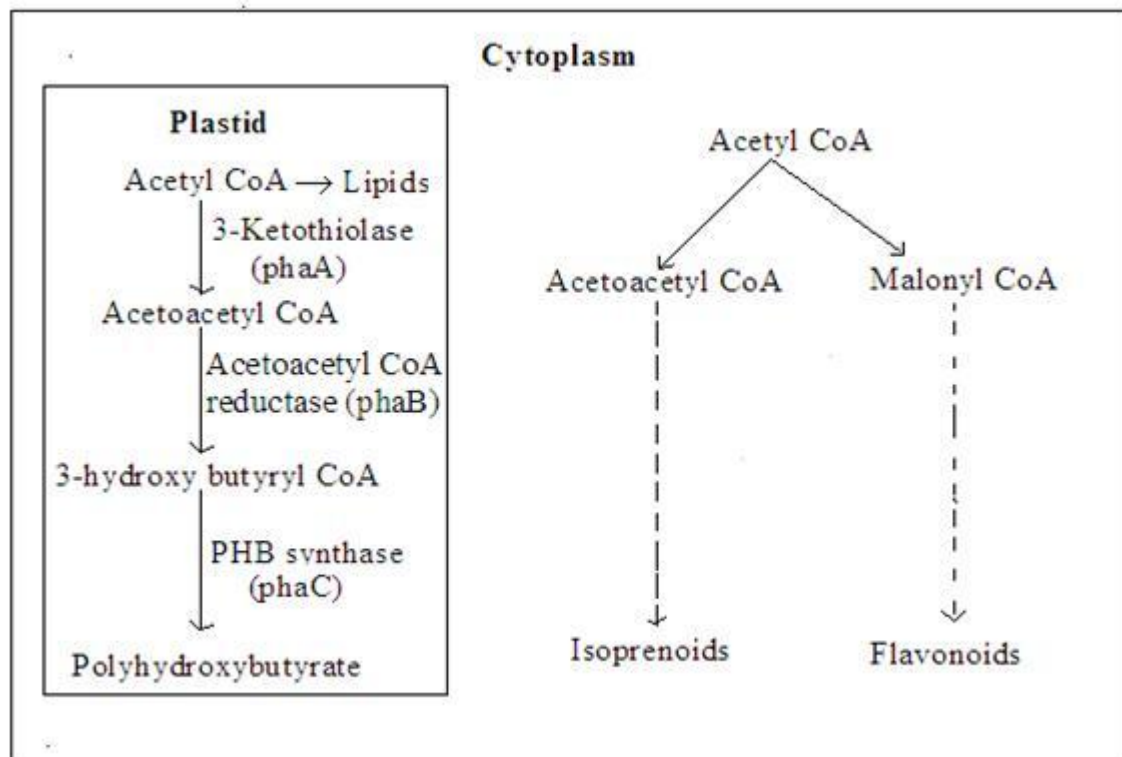 Cytoplasm
Plastid
Acetyl CoA → Lipids
3-Ketothiolase
(phaA)
Acetoacetyl CoA
Acetoacetyl CoA
reductase (phaB)
3-hydroxy butyryl CoA
PHB synthase
(phaC)
Polyhydroxybutyrate
Acetyl CoA
Acetoacetyl CoA
Malonyl CoA
Isoprenoids
Flavonoids